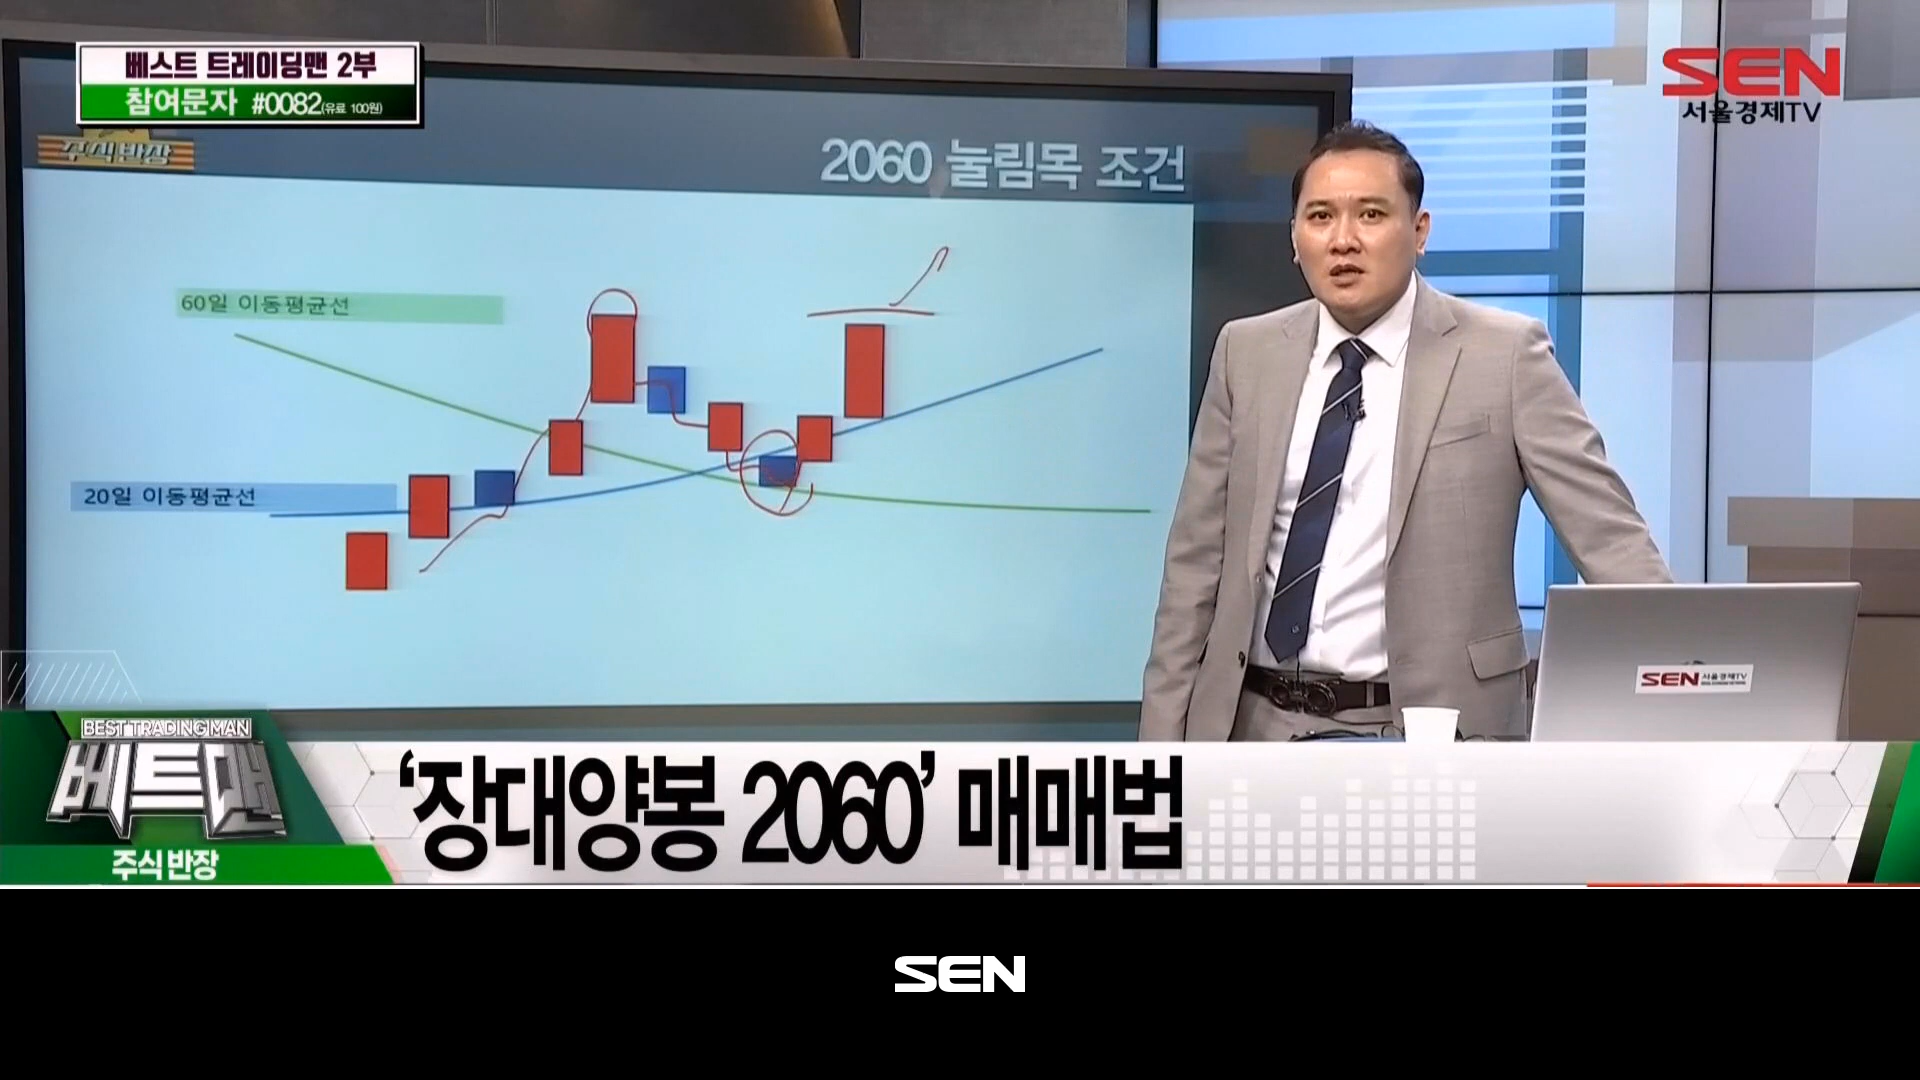 베스트 트레이딩맨 2부
참여문자 #0082(유료 100원)
SEN
서울경제TV
주식반장
2060 눌림목 조건
60일 이동평균선
20일 이동평균선
SEN 서울경제TV
BEST TRADING MAN
베트맨
주식반장
‘장대양봉 2060’ 매매법
SEN